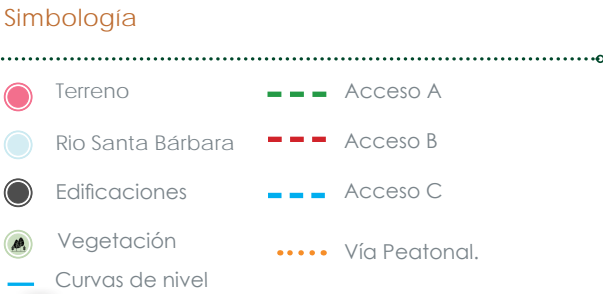 Simbología
Terreno
Rio Santa Bárbara
Edificaciones
Vegetación
Curvas de nivel
Acceso A
Acceso B
Acceso C
Vía Peatonal.